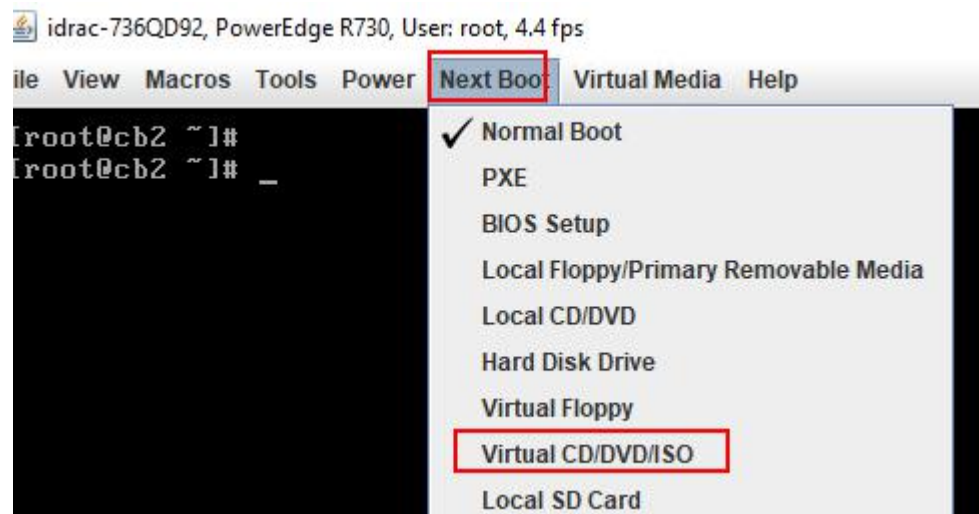 idrac-736QD92, PowerEdge R730, User: root, 4.4 fps
ile View Macros Tools Power Next Boot Virtual Media Help
[root@cb2 ~]#
[root@cb2 ~]# _
Normal Boot
PXE
BIOS Setup
Local Floppy/Primary Removable Media
Local CD/DVD
Hard Disk Drive
Virtual Floppy
Virtual CD/DVD/ISO
Local SD Card